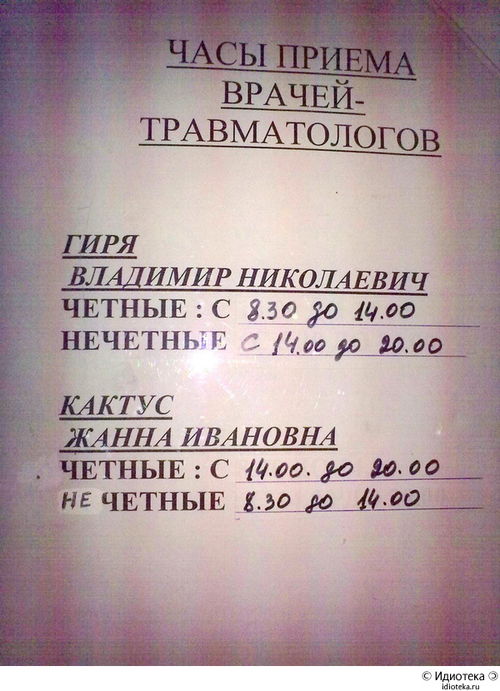 ЧАСЫ ПРИЕМА
ВРАЧЕЙ-
ТРАВМАТОЛОГОВ
ГИРЯ
ВЛАДИМИР НИКОЛАЕВИЧ
ЧЕТНЫЕ : С 8.30 до 14.00
НЕЧЕТНЫЕ С 14.00 до 20.00
КАКТУС
ЖАННА ИВАНОВНА
ЧЕТНЫЕ : С 14.00. до 20.00
НЕ ЧЕТНЫЕ 8.30 до 14.00
© Идиотека Э
idioteka.ru